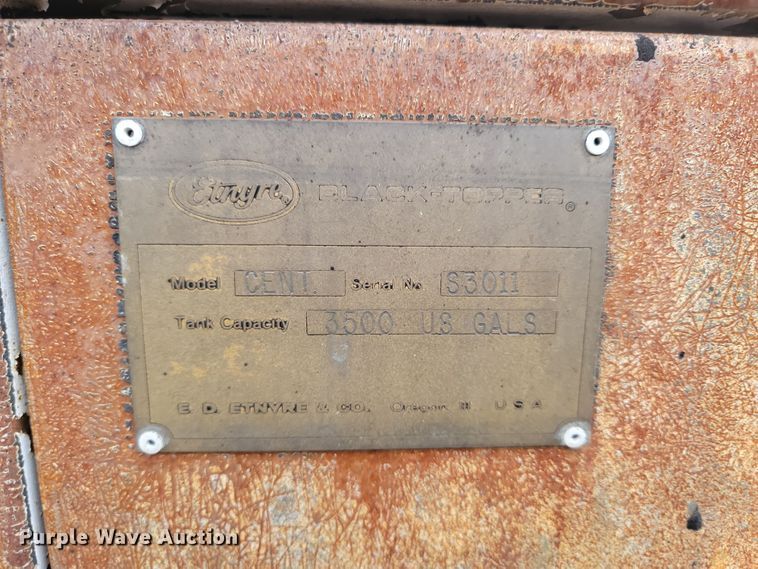 Etnyre BLACK-TOPPER®
Model CENT. Serial No S3011
Tank Capacity 3500 US GALS
E. D. ETNYRE & CO. Oregon, Ill. USA
Purple Wave Auction